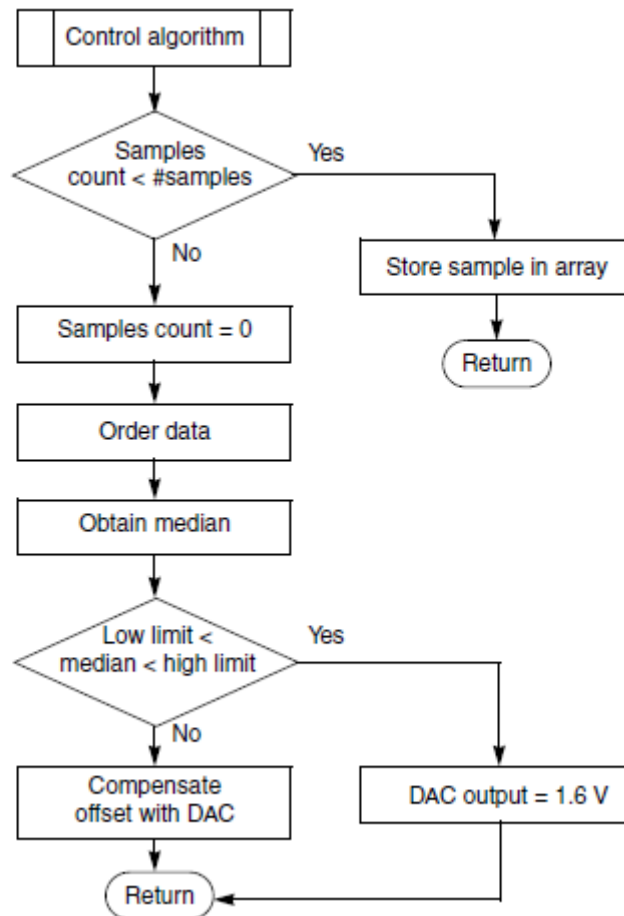 Control algorithm
Samples
count < #samples
Yes
No
Store sample in array
Return
Samples count = 0
Order data
Obtain median
Low limit <
median < high limit
Yes
No
Compensate
offset with DAC
DAC output = 1.6 V
Return